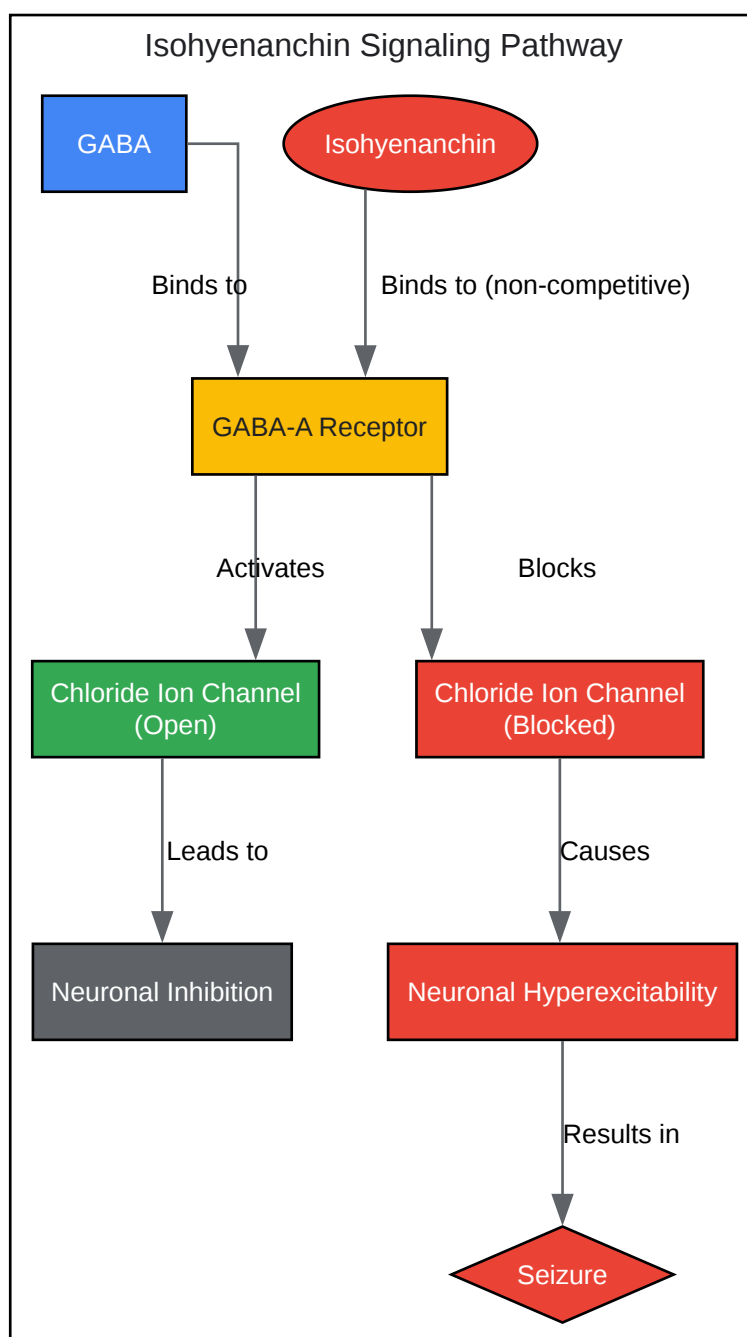 Isohyenanchin Signaling Pathway
GABA
Isohyenanchin
Binds to
Binds to (non-competitive)
GABA-A Receptor
Activates
Blocks
Chloride Ion Channel
(Open)
Chloride Ion Channel
(Blocked)
Leads to
Causes
Neuronal Inhibition
Neuronal Hyperexcitability
Results in
Seizure